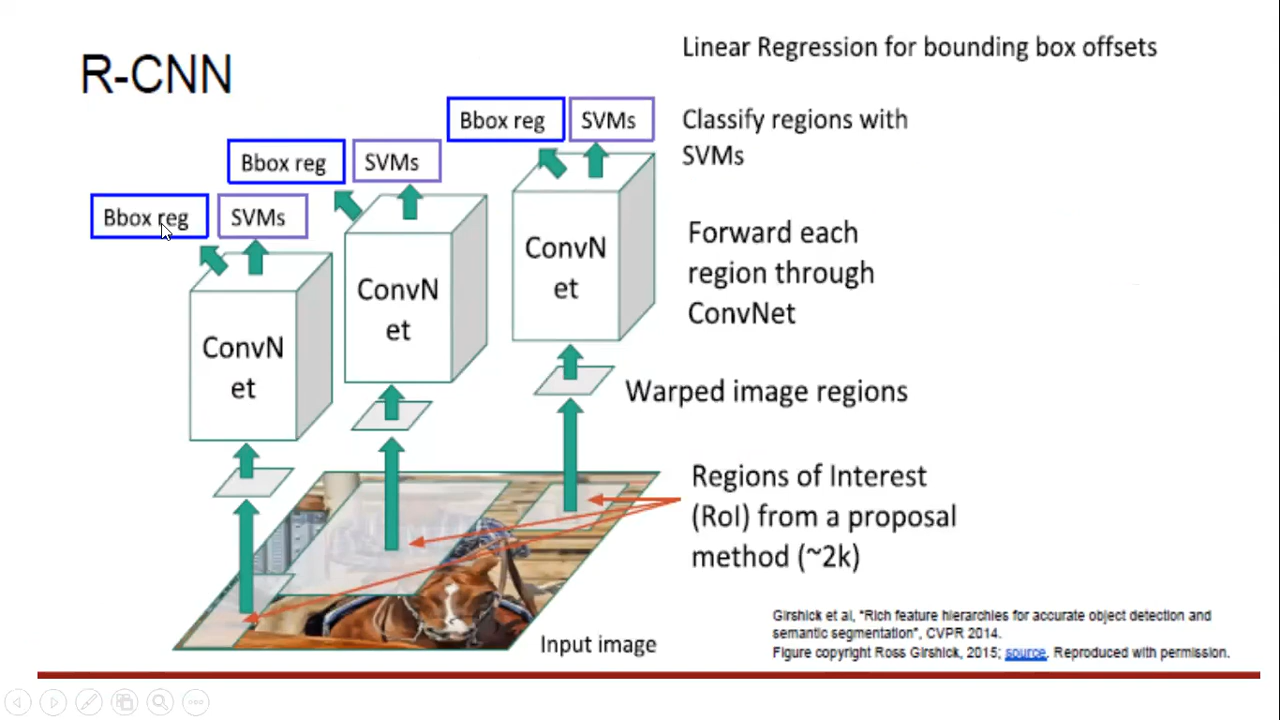 R-CNN
Linear Regression for bounding box offsets
Bbox reg
SVMs
Classify regions with
SVMs
Bbox reg
SVMs
Bbox reg
SVMs
ConvN
et
ConvN
et
ConvN
et
Forward each
region through
ConvNet
Warped image regions
Regions of Interest
(RoI) from a proposal
method (~2k)
Input image
Girshick et al, "Rich feature hierarchies for accurate object detection and
semantic segmentation", CVPR 2014.
Figure copyright Ross Girshick, 2015; source. Reproduced with permission.